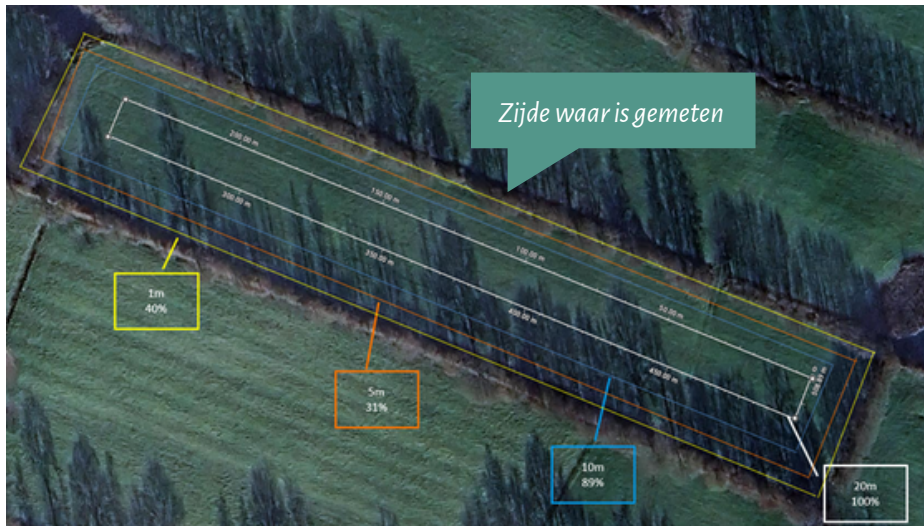 Zijde waar is gemeten
200.00 m
150.00 m
100.00 m
50.00 m
300.00 m
350.00 m
400.00 m
450.00 m
1m
40%
5m
31%
10m
89%
20m
100%